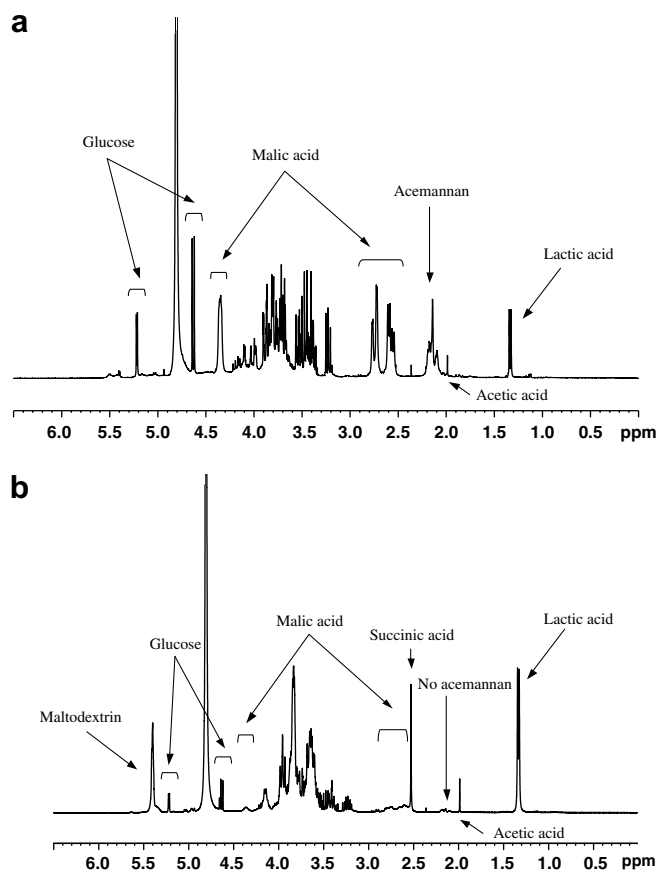 a
Glucose
Malic acid
Acemannan
Lactic acid
Acetic acid
6.0 5.5 5.0 4.5 4.0 3.5 3.0 2.5 2.0 1.5 1.0 0.5 ppm
b
Maltodextrin
Glucose
Malic acid
Succinic acid
No acemannan
Lactic acid
Acetic acid
6.0 5.5 5.0 4.5 4.0 3.5 3.0 2.5 2.0 1.5 1.0 0.5 ppm